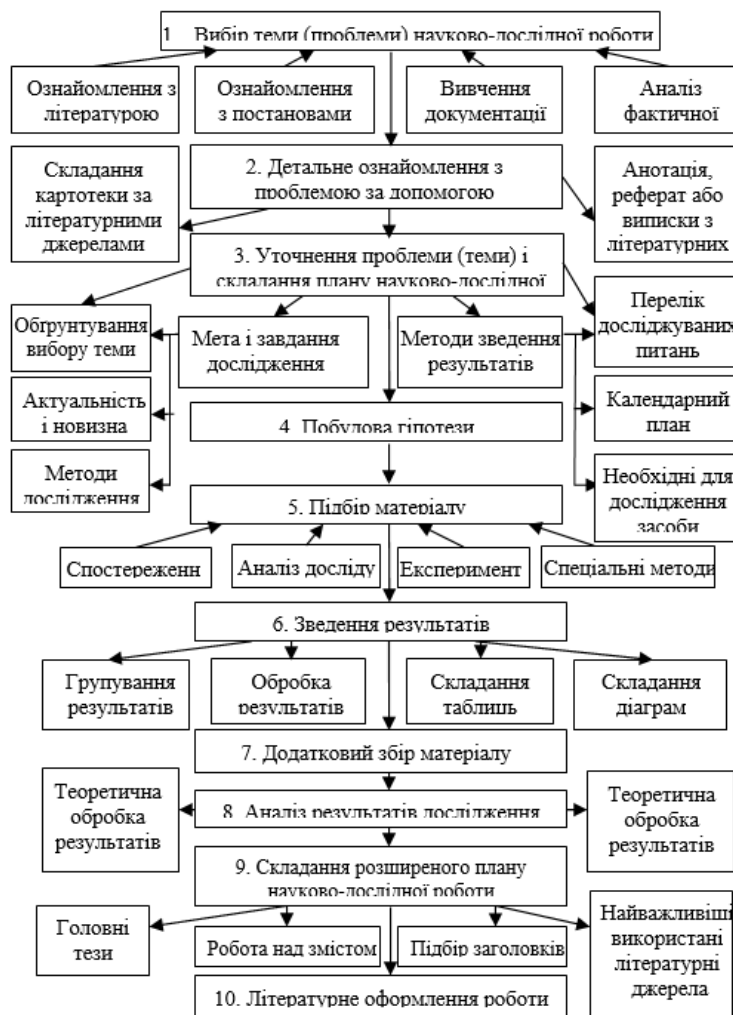 1 Вибір теми (проблеми) науково-дослідної роботи
Ознайомлення з
літературою
Ознайомлення
з постановами
Вивчення
документації
Аналіз
фактичної
2. Детальне ознайомлення з
проблемою за допомогою
Складання
картотеки за
літературними
джерелами
Анотація,
реферат або
виписки з
літературних
3. Уточнення проблеми (теми) і
складання плану науково-дослідної
Обґрунтування
вибору теми
Мета і завдання
дослідження
Методи зведення
результатів
Перелік
досліджуваних
питань
Актуальність
і новизна
4. Побудова гіпотези
Календарний
план
Методи
дослідження
5. Підбір матеріалу
Необхідні для
дослідження
засоби
Спостереженн
Аналіз досліду
Експеримент
Спеціальні методи
6. Зведення результатів
Групування
результатів
Обробка
результатів
Складання
таблиць
Складання
діаграм
7. Додатковий збір матеріалу
Теоретична
обробка
результатів
8. Аналіз результатів дослідження
Теоретична
обробка
результатів
9. Складання розширеного плану
науково-дослідної роботи
Головні
тези
Робота над змістом
Підбір заголовків
Найважливіші
використані
літературні
джерела
10. Літературне оформлення роботи